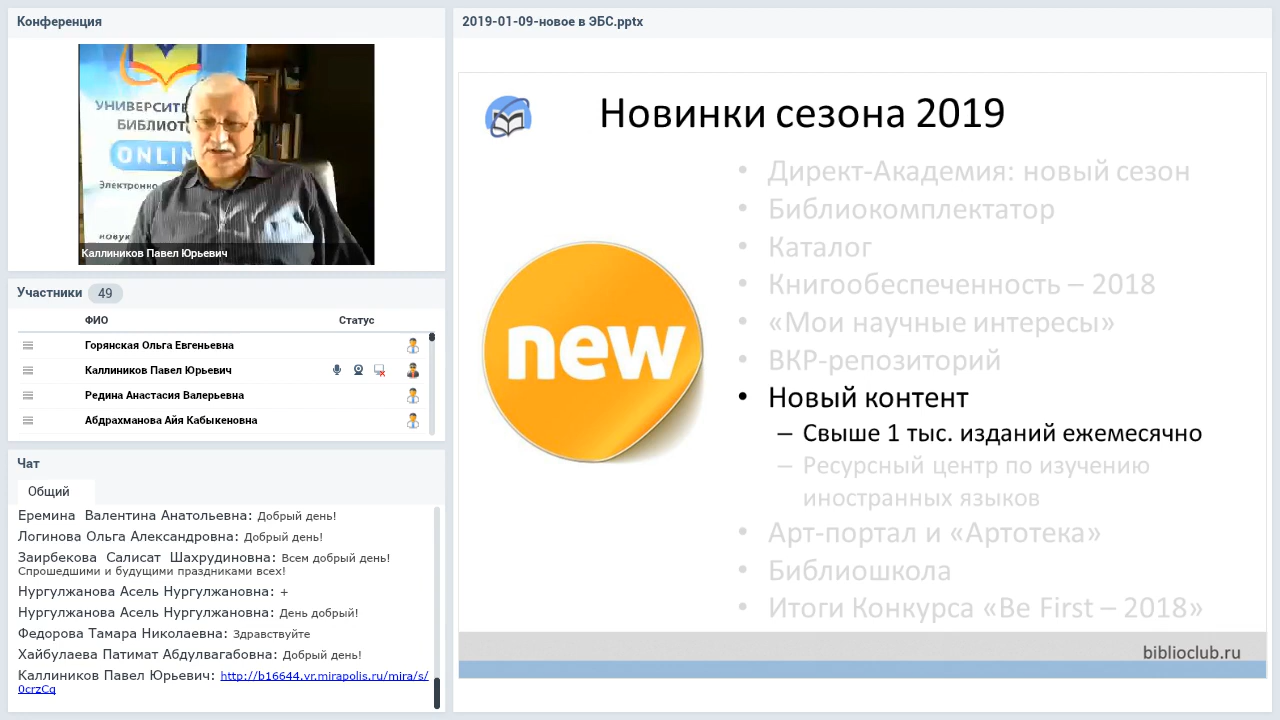 Конференция
УНИВЕРСИТЕ
БИБЛИОТ
ONLIN
Электронно
Каллиников Павел Юрьевич
Участники 49
ФИО Статус
Горянская Ольга Евгеньевна
Каллиников Павел Юрьевич
Редина Анастасия Валерьевна
Абдрахманова Айя Кабыкеновна
Чат
Общий
Еремина Валентина Анатольевна: Добрый день!
Логинова Ольга Александровна: Добрый день!
Заирбекова Салисат Шахрудиновна: Всем добрый день!
Спрошедшими и будущими праздниками всех!
Нургулжанова Асель Нургулжановна: +
Нургулжанова Асель Нургулжановна: День добрый!
Федорова Тамара Николаевна: Здравствуйте
Хайбулаева Патимат Абдулвагабовна: Добрый день!
Каллиников Павел Юрьевич: http://b16644.vr.mirapolis.ru/mira/s/
0crzCq
2019-01-09-новое в ЭБС.pptx
Новинки сезона 2019
new
• Директ-Академия: новый сезон
• Библиокомплектатор
• Каталог
• Книгообеспеченность – 2018
• «Мои научные интересы»
• ВКР-репозиторий
• Новый контент
– Свыше 1 тыс. изданий ежемесячно
– Ресурсный центр по изучению
иностранных языков
• Арт-портал и «Артотека»
• Библиошкола
• Итоги Конкурса «Be First – 2018»
biblioclub.ru